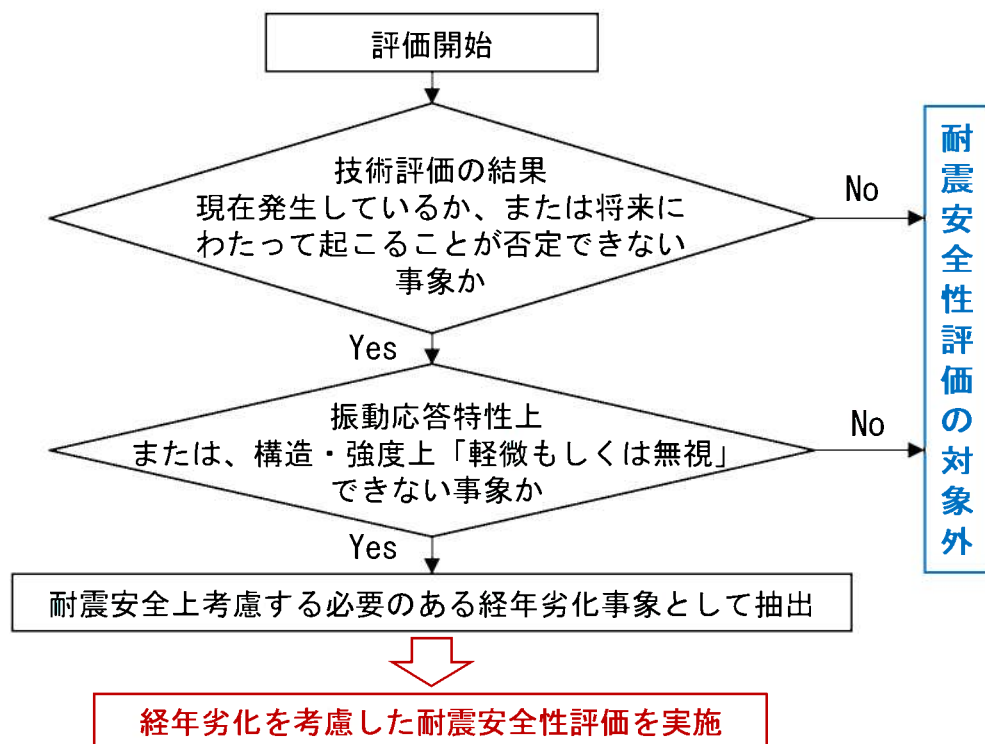 評価開始
技術評価の結果
現在発生しているか、または将来に
わたって起こることが否定できない
事象か
No
Yes
振動応答特性上
または、構造・強度上「軽微もしくは無視」
できない事象か
No
Yes
耐震安全上考慮する必要のある経年劣化事象として抽出
経年劣化を考慮した耐震安全性評価を実施
耐震安全性評価の対象外